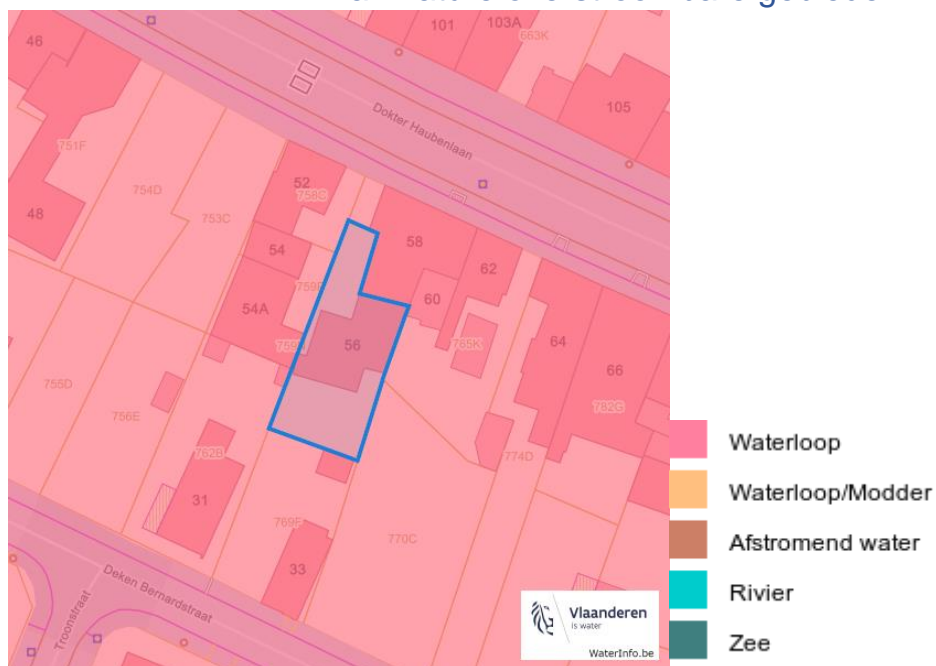 46
101
103A
663K
105
Dokter Haubenlaan
751F
754D
52
758C
753C
48
58
54
62
60
54A
56
765K
64
66
755D
756E
782G
762B
774D
31
769F
770C
33
Deken Bernardstraat
Troonstraat
Vlaanderen
is water
WaterInfo.be
Waterloop
Waterloop/Modder
Afstromend water
Rivier
Zee